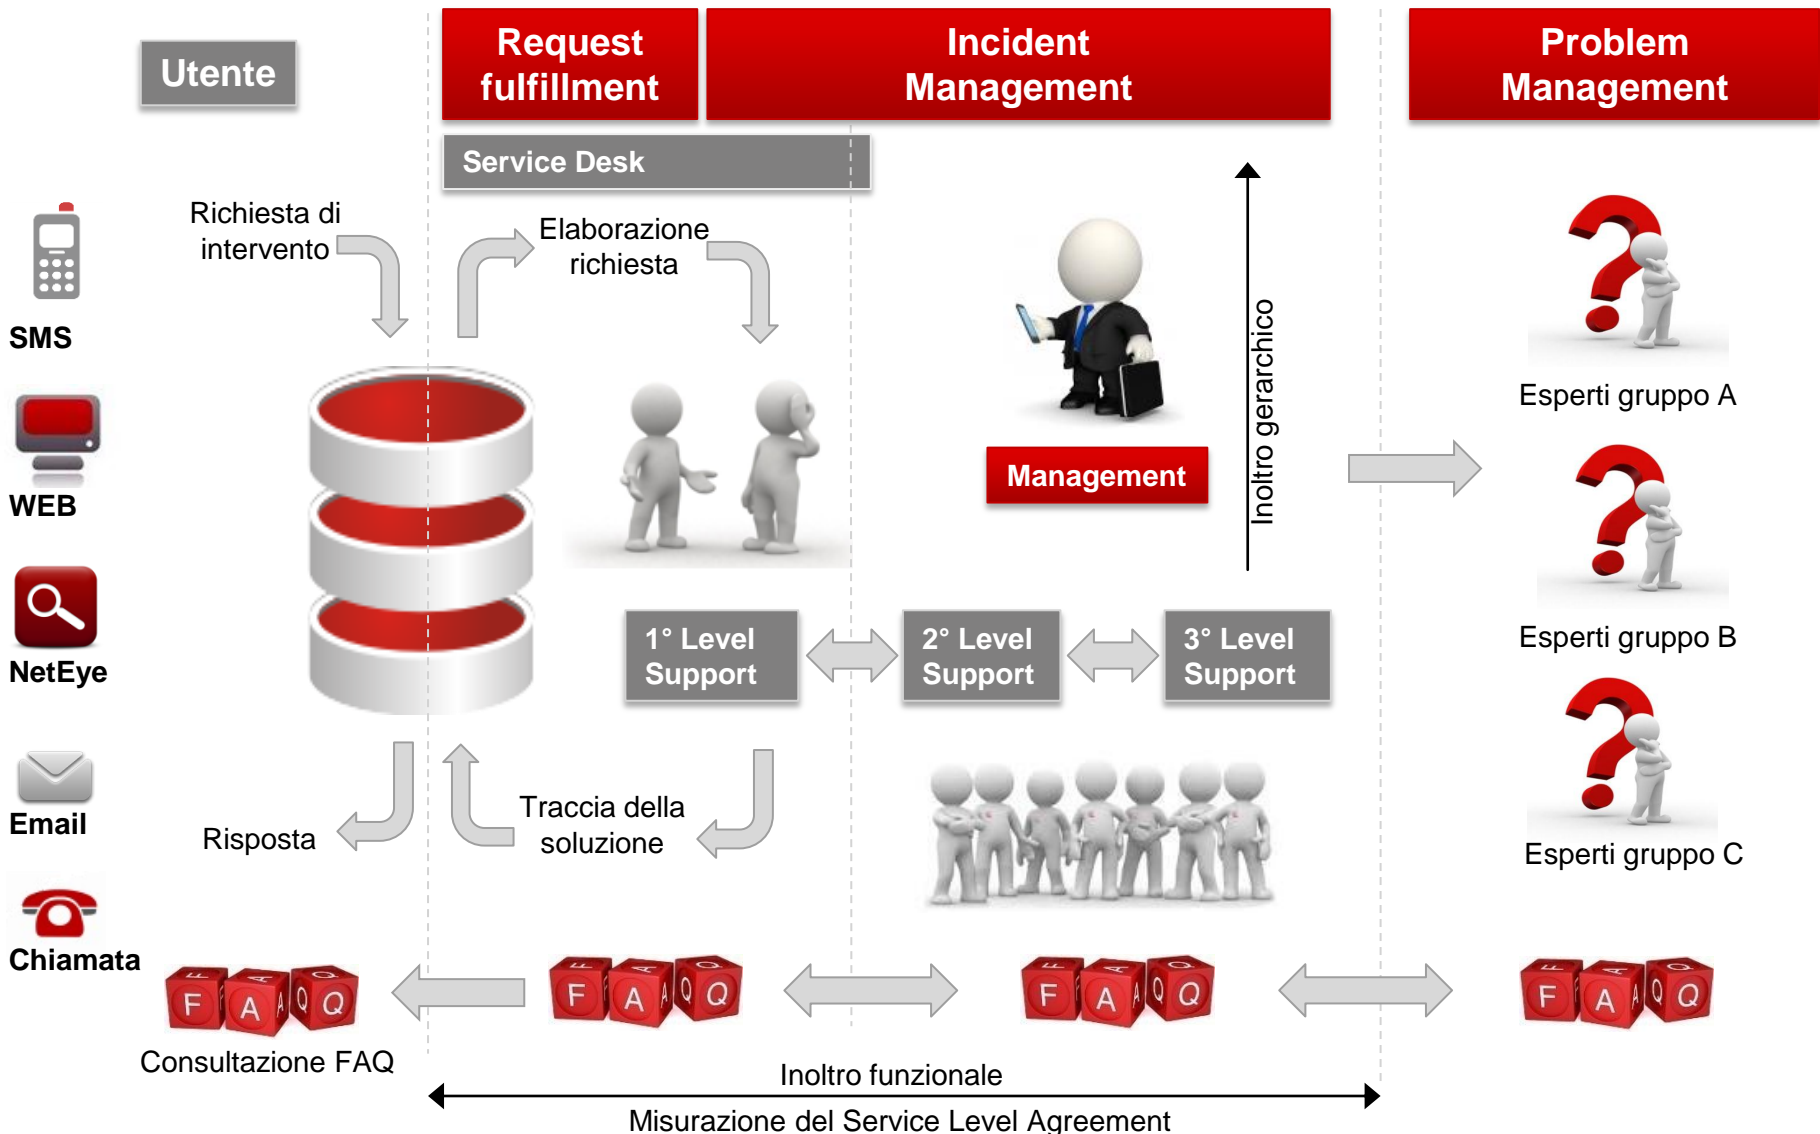 Utente
Request
fulfillment
Incident
Management
Problem
Management
Service Desk
Richiesta di
intervento
Elaborazione
richiesta
SMS
WEB
NetEye
Email
Chiamata
Inoltro gerarchico
Management
Esperti gruppo A
Esperti gruppo B
Esperti gruppo C
1° Level
Support
2° Level
Support
3° Level
Support
Risposta
Traccia della
soluzione
F A Q Q
F A Q Q
F A Q Q
F A Q Q
Consultazione FAQ
Inoltro funzionale
Misurazione del Service Level Agreement